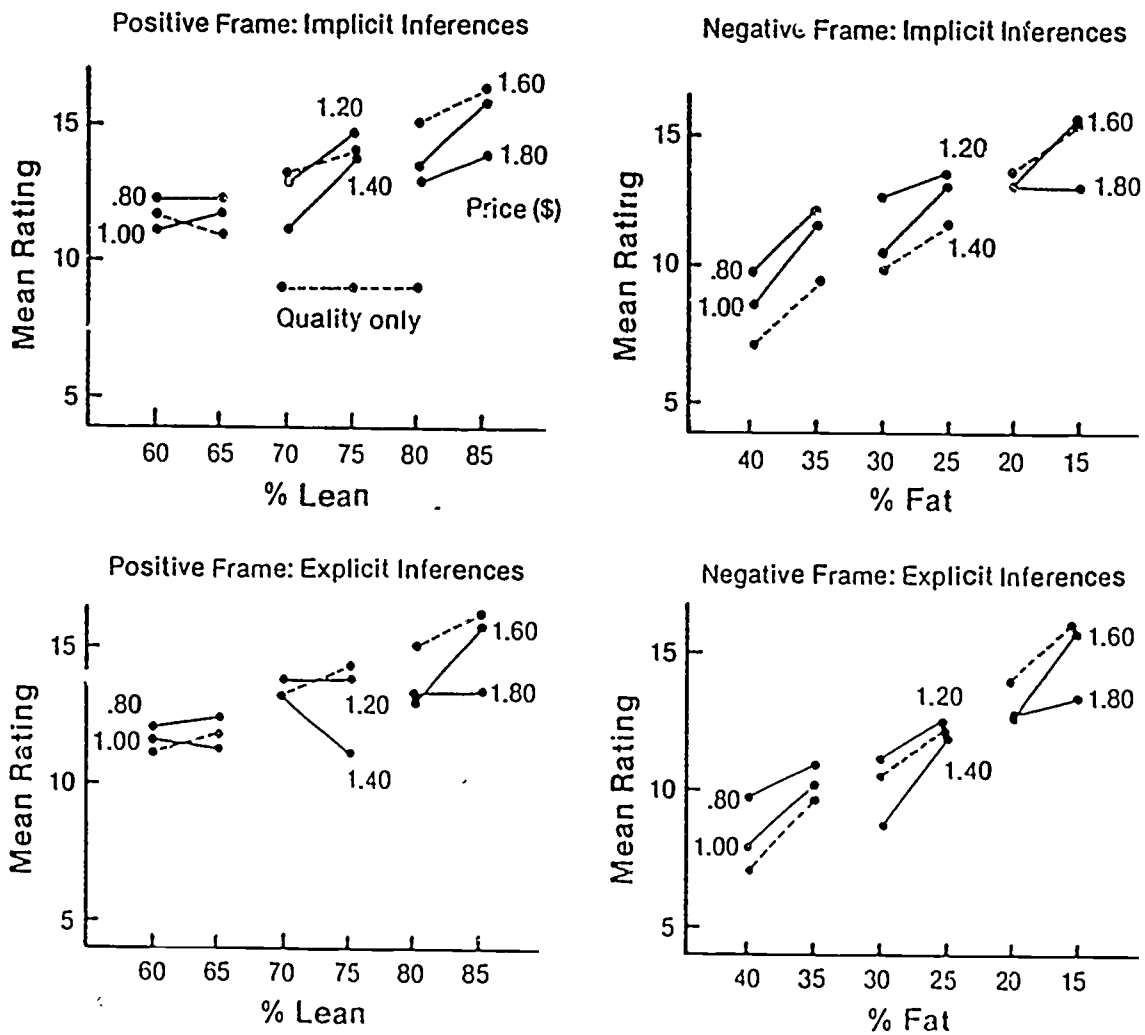 Positive Frame: Implicit Inferences
Mean Rating
15
10
5
.80
1.00
1.20
1.40
1.60
1.80
Price ($)
Quality only
60 65 70 75 80 85
% Lean
Negative Frame: Implicit Inferences
Mean Rating
15
10
5
.80
1.00
1.20
1.40
1.60
1.80
40 35 30 25 20 15
% Fat
Positive Frame: Explicit Inferences
Mean Rating
15
10
5
.80
1.00
1.20
1.40
1.60
1.80
60 65 70 75 80 85
% Lean
Negative Frame: Explicit Inferences
Mean Rating
15
10
5
.80
1.00
1.20
1.40
1.60
1.80
40 35 30 25 20 15
% Fat